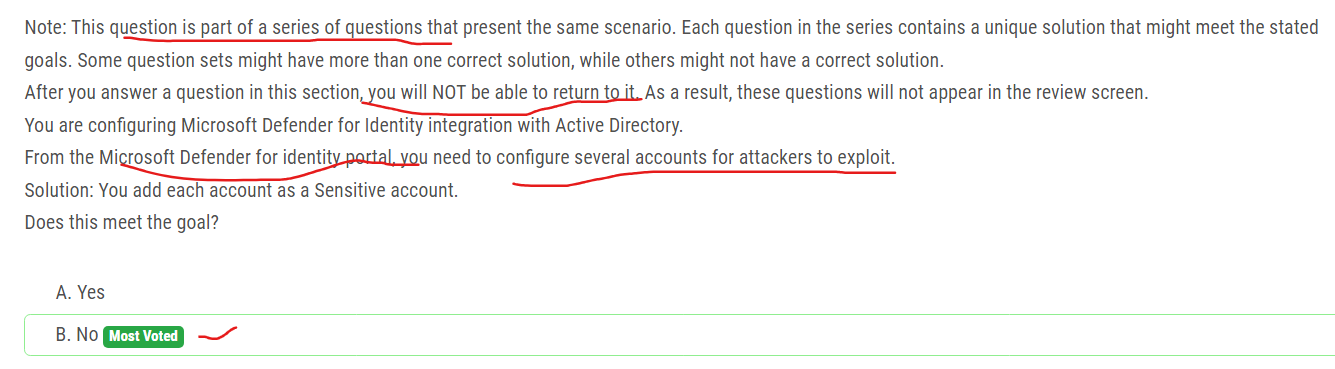 Note: This question is part of a series of questions that present the same scenario. Each question in the series contains a unique solution that might meet the stated
goals. Some question sets might have more than one correct solution, while others might not have a correct solution.
After you answer a question in this section, you will NOT be able to return to it. As a result, these questions will not appear in the review screen.
You are configuring Microsoft Defender for Identity integration with Active Directory.
From the Microsoft Defender for identity portal, you need to configure several accounts for attackers to exploit.
Solution: You add each account as a Sensitive account.
Does this meet the goal?
A. Yes
B. No Most Voted